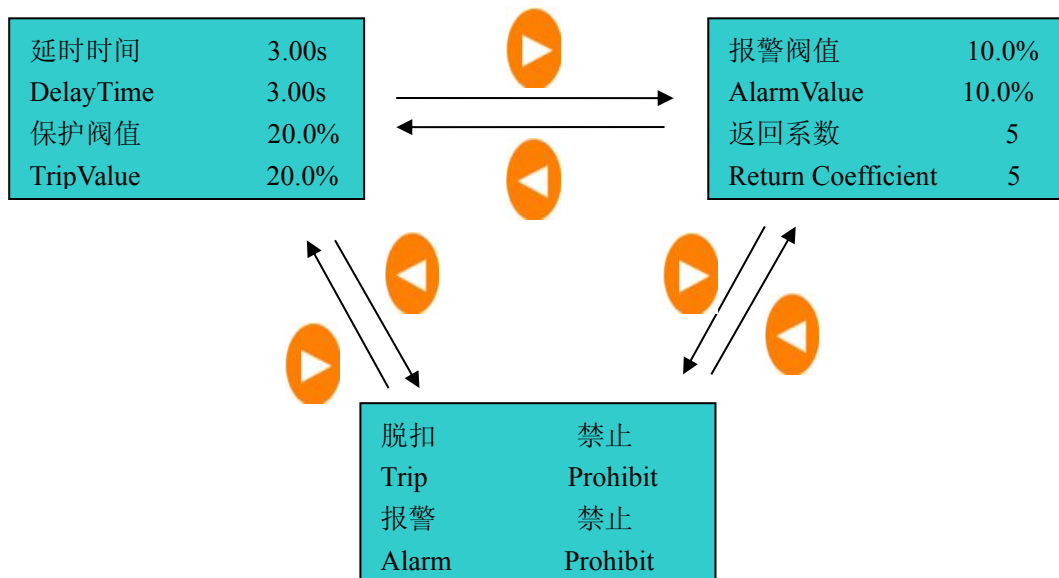 延时时间 3.00s
DelayTime 3.00s
保护阀值 20.0%
TripValue 20.0%
报警阀值 10.0%
AlarmValue 10.0%
返回系数 5
Return Coefficient 5
脱扣 禁止
Trip Prohibit
报警 禁止
Alarm Prohibit